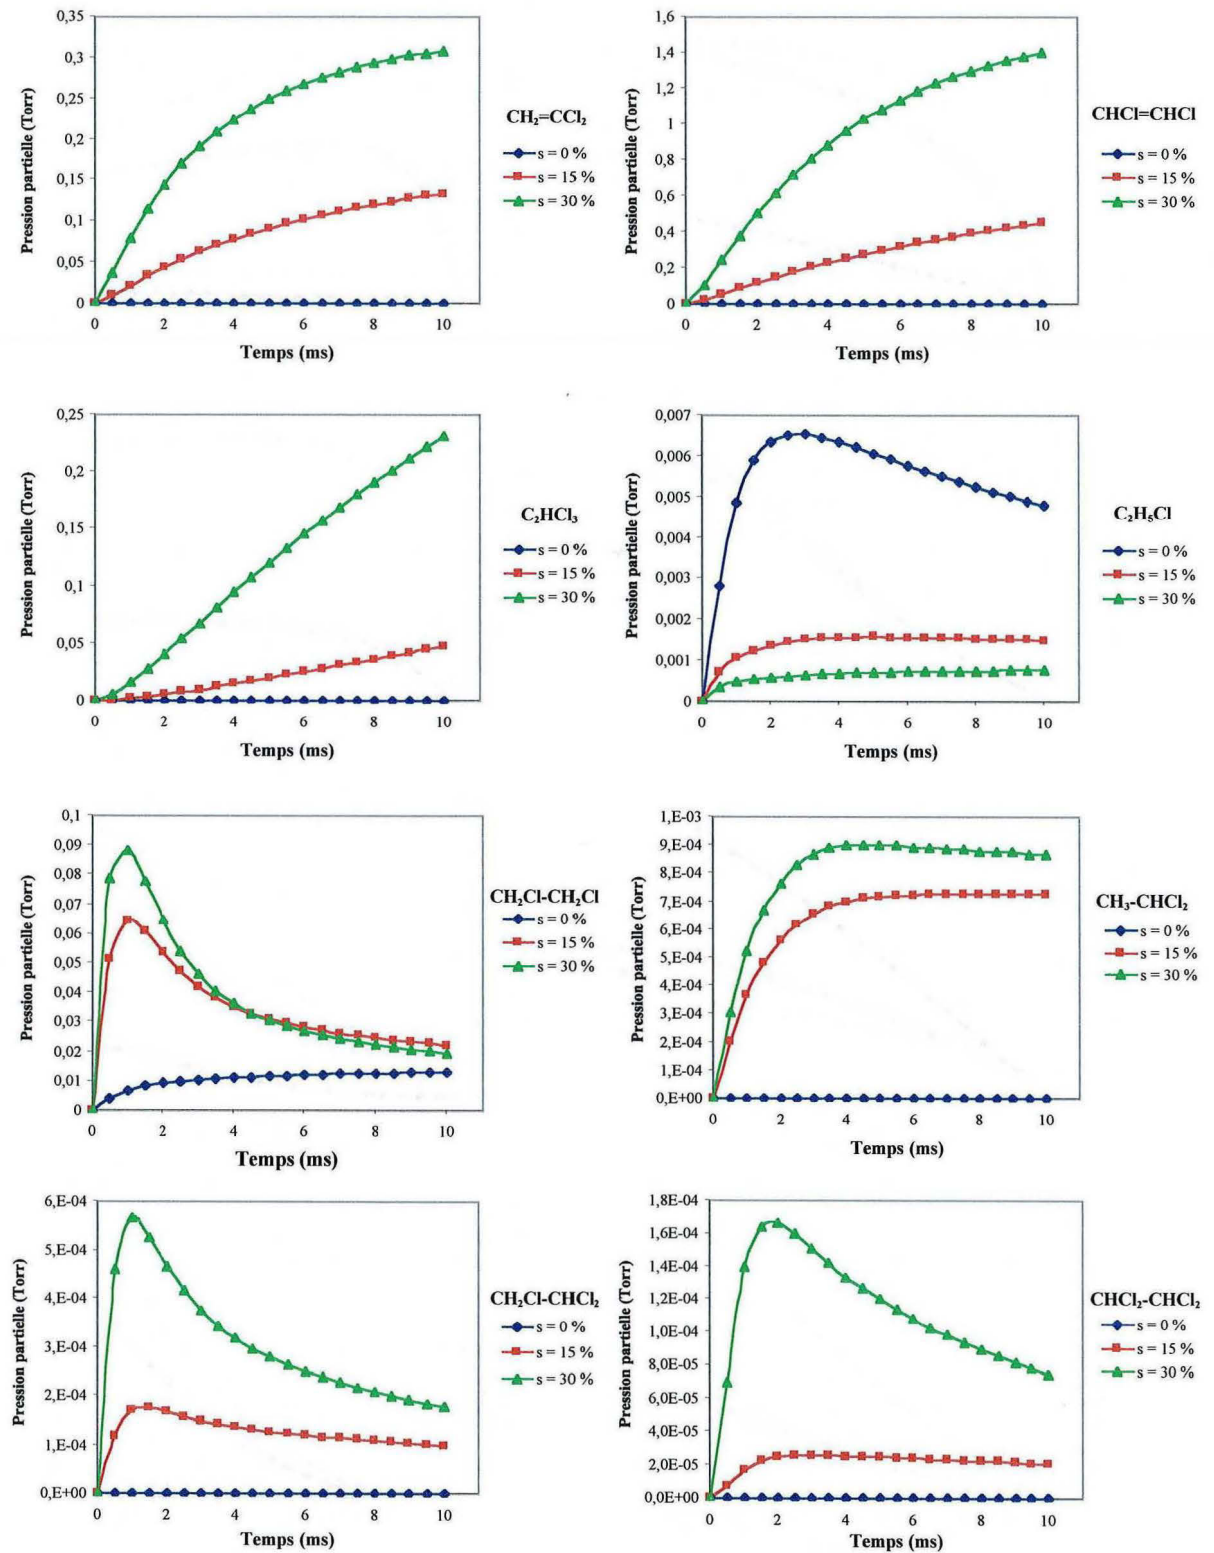 0,35
0,3
0,25
0,2
0,15
0,1
0,05
0
Pression partielle (Torr)
0 2 4 6 8 10
Temps (ms)
CH₂=CCl₂
s = 0 %
s = 15 %
s = 30 %
1,6
1,4
1,2
1
0,8
0,6
0,4
0,2
0
Pression partielle (Torr)
0 2 4 6 8 10
Temps (ms)
CHCl=CHCl
s = 0 %
s = 15 %
s = 30 %
0,25
0,2
0,15
0,1
0,05
0
Pression partielle (Torr)
0 2 4 6 8 10
Temps (ms)
C₂HCl₃
s = 0 %
s = 15 %
s = 30 %
0,007
0,006
0,005
0,004
0,003
0,002
0,001
0
Pression partielle (Torr)
0 2 4 6 8 10
Temps (ms)
C₂H₅Cl
s = 0 %
s = 15 %
s = 30 %
0,1
0,09
0,08
0,07
0,06
0,05
0,04
0,03
0,02
0,01
0
Pression partielle (Torr)
0 2 4 6 8 10
Temps (ms)
CH₂Cl-CH₂Cl
s = 0 %
s = 15 %
s = 30 %
1,E-03
9,E-04
8,E-04
7,E-04
6,E-04
5,E-04
4,E-04
3,E-04
2,E-04
1,E-04
0,E+00
Pression partielle (Torr)
0 2 4 6 8 10
Temps (ms)
CH₃-CHCl₂
s = 0 %
s = 15 %
s = 30 %
6,E-04
5,E-04
4,E-04
3,E-04
2,E-04
1,E-04
0,E+00
Pression partielle (Torr)
0 2 4 6 8 10
Temps (ms)
CH₂Cl-CHCl₂
s = 0 %
s = 15 %
s = 30 %
1,8E-04
1,6E-04
1,4E-04
1,2E-04
1,0E-04
8,0E-05
6,0E-05
4,0E-05
2,0E-05
0,0E+00
Pression partielle (Torr)
0 2 4 6 8 10
Temps (ms)
CHCl₂-CHCl₂
s = 0 %
s = 15 %
s = 30 %